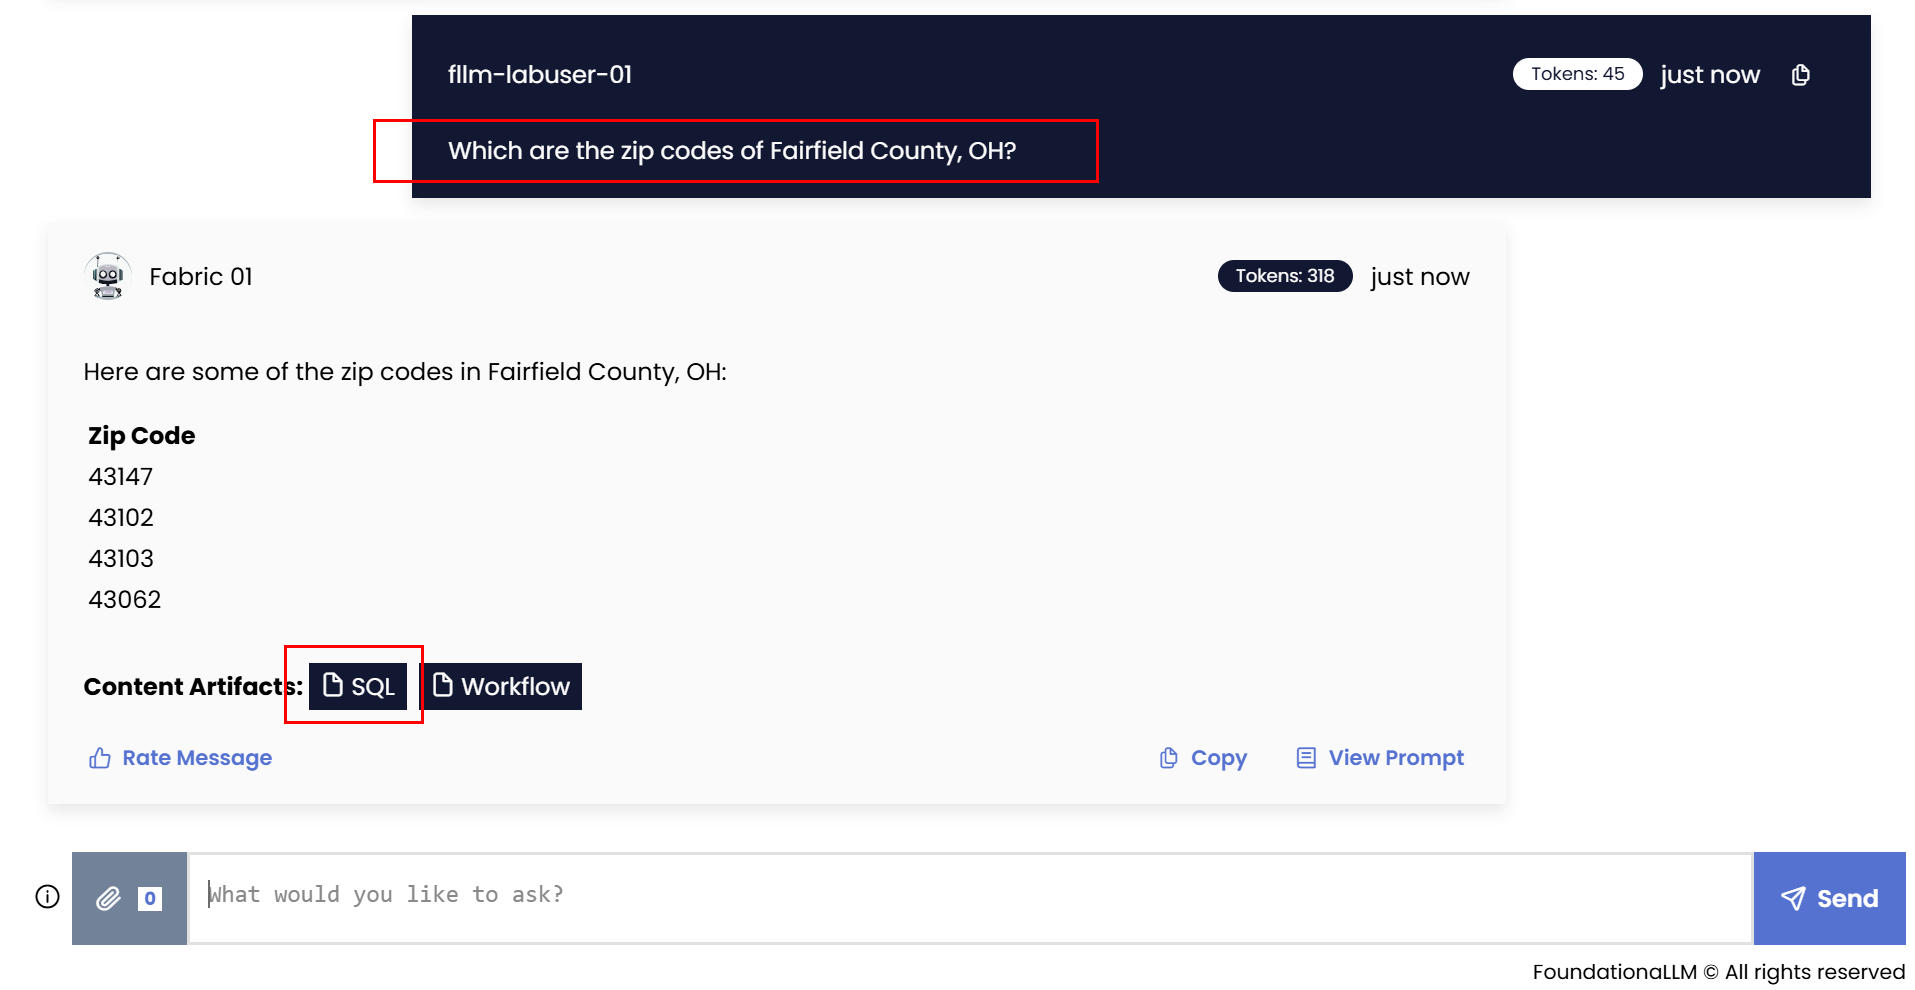 fllm-labuser-01
Tokens: 45
just now
Which are the zip codes of Fairfield County, OH?
Fabric 01
Tokens: 318
just now
Here are some of the zip codes in Fairfield County, OH:
Zip Code
43147
43102
43103
43062
Content Artifacts: SQL Workflow
Rate Message
Copy
View Prompt
0
What would you like to ask?
Send
FoundationaLLM © All rights reserved